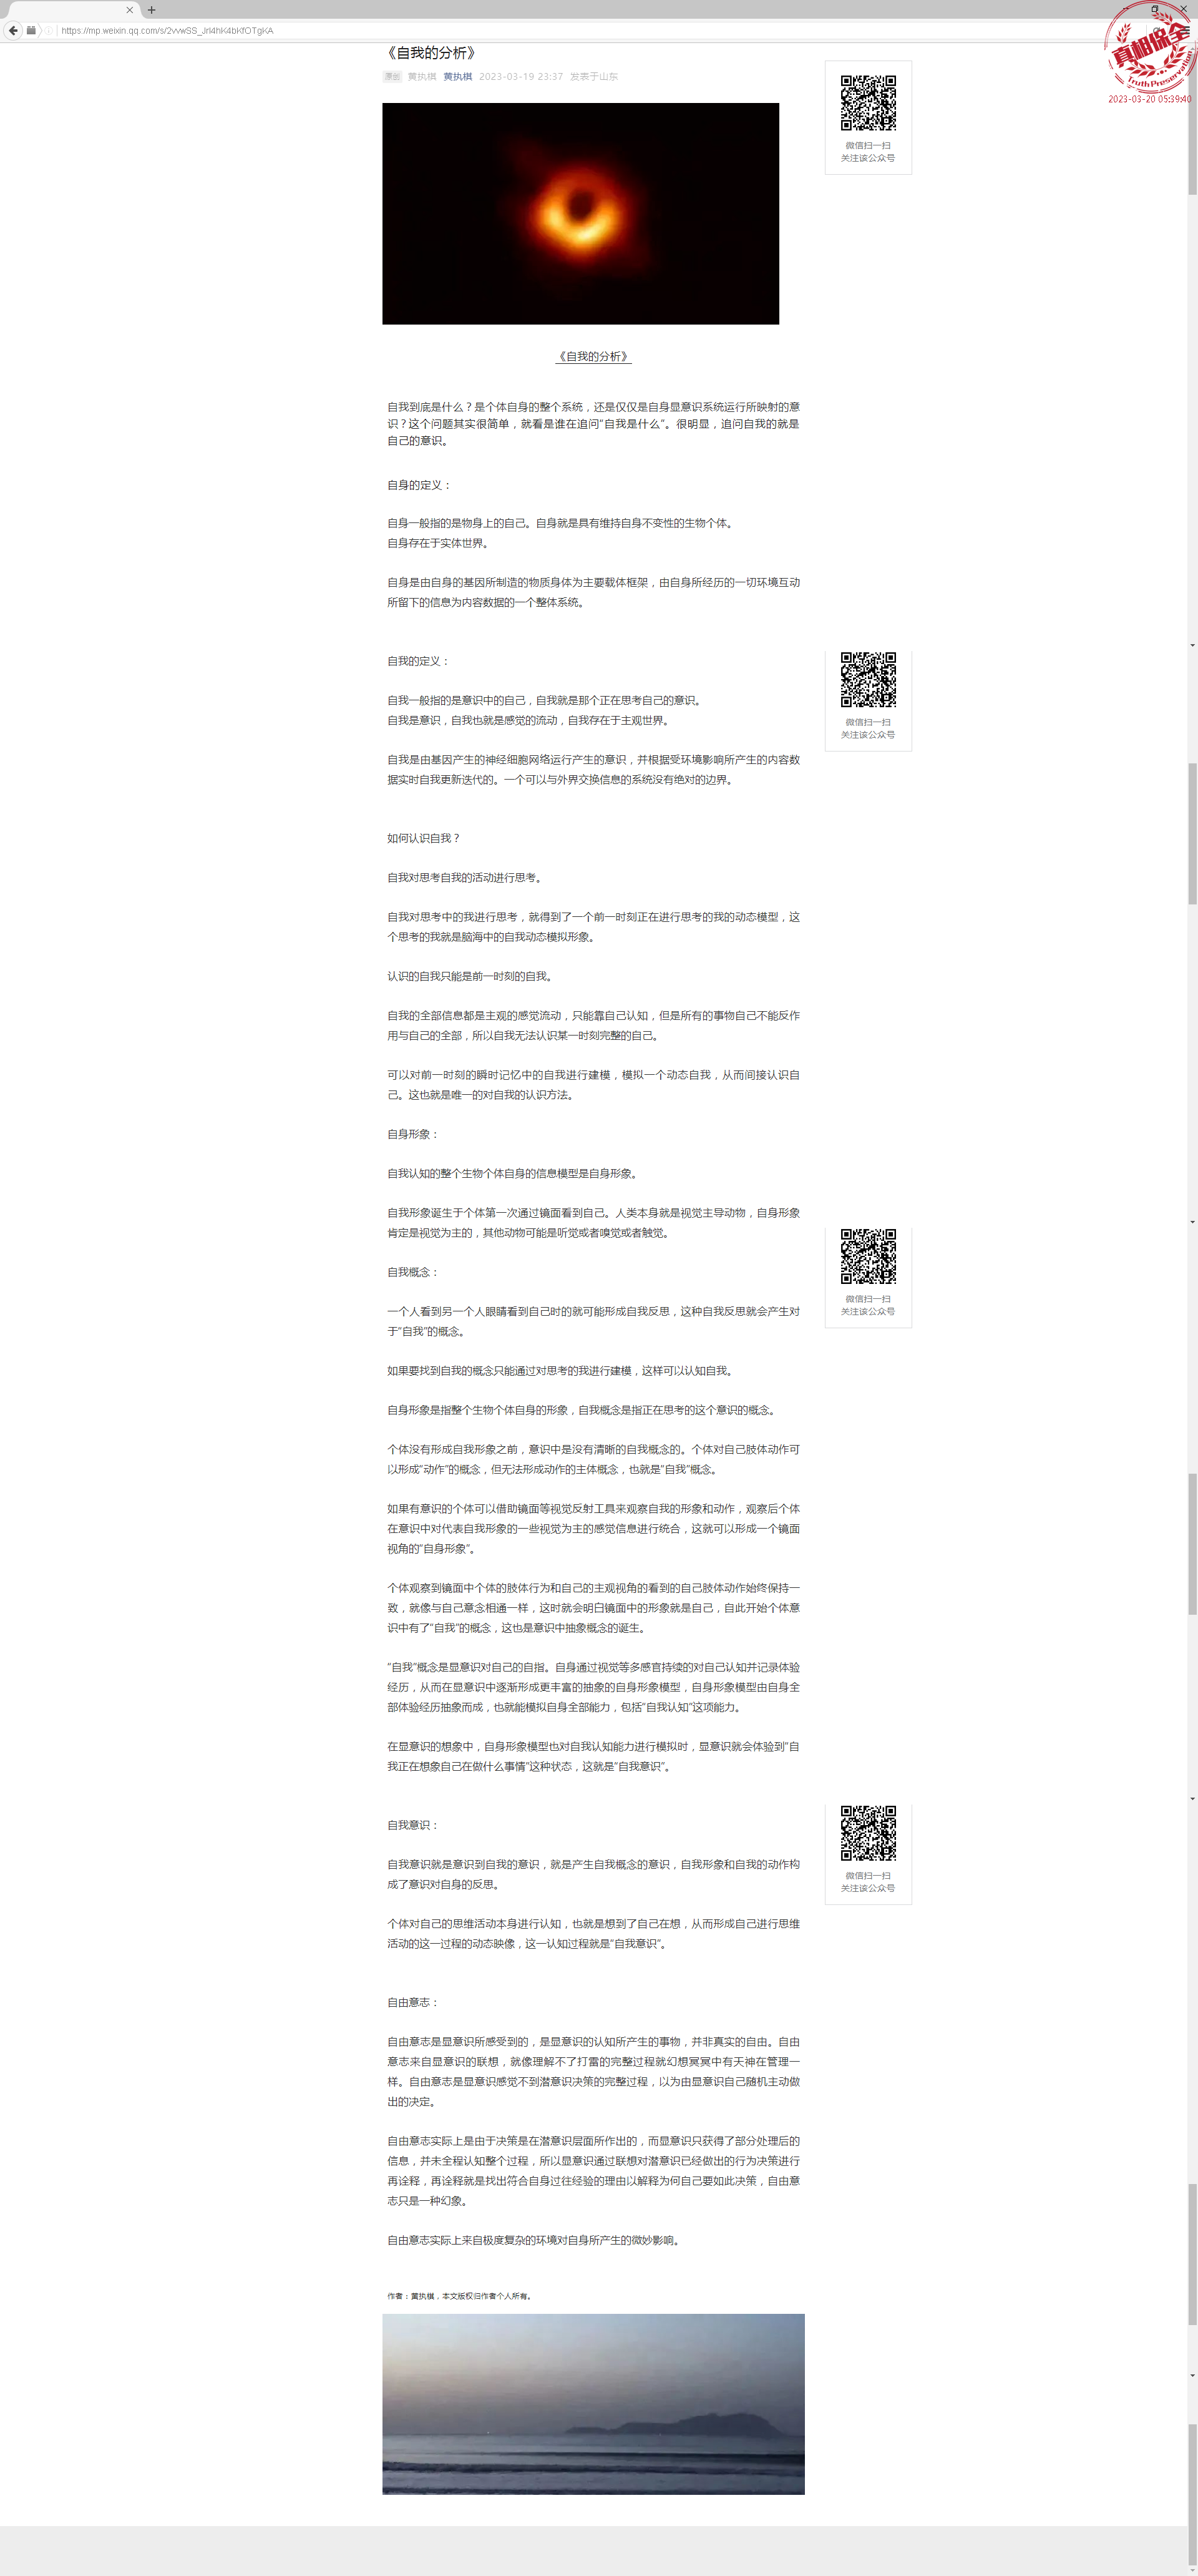 https://mp.weixin.qq.com/s/2vvwSS_JrI4hK4bKfOTgKA
真相保全
Truth Preservation
2023-03-20 05:39:40
《自我的分析》
原创 黄执棋 黄执棋 2023-03-19 23:37 发表于山东
微信扫一扫
关注该公众号
《自我的分析》
自我到底是什么？是个体自身的整个系统，还是仅仅是自身显意识系统运行所映射的意
识？这个问题其实很简单，就看是谁在追问“自我是什么”。很明显，追问自我的就是
自己的意识。
自身的定义：
自身一般指的是物身上的自己。自身就是具有维持自身不变性的生物个体。
自身存在于实体世界。
自身是由自身的基因所制造的物质身体为主要载体框架，由自身所经历的一切环境互动
所留下的信息为内容数据的一个整体系统。
自我的定义：
微信扫一扫
关注该公众号
自我一般指的是意识中的自己，自我就是那个正在思考自己的意识。
自我是意识，自我也就是感觉的流动，自我存在于主观世界。
自我是由基因产生的神经细胞网络运行产生的意识，并根据受环境影响所产生的内容数
据实时自我更新迭代的。一个可以与外界交换信息的系统没有绝对的边界。
如何认识自我？
自我对思考自我的活动进行思考。
自我对思考中的我进行思考，就得到了一个前一时刻正在进行思考的我的动态模型，这
个思考的我就是脑海中的自我动态模拟形象。
认识的自我只能是前一时刻的自我。
自我的全部信息都是主观的感觉流动，只能靠自己认知，但是所有的事物自己不能反作
用与自己的全部，所以自我无法认识某一时刻完整的自己。
可以对前一时刻的瞬时记忆中的自我进行建模，模拟一个动态自我，从而间接认识自
己。这也就是唯一的对自我的认识方法。
自身形象：
自我认知的整个生物个体自身的信息模型是自身形象。
自我形象诞生于个体第一次通过镜面看到自己。人类本身就是视觉主导动物，自身形象
肯定是视觉为主的，其他动物可能是听觉或者嗅觉或者触觉。
自我概念：
微信扫一扫
关注该公众号
一个人看到另一个人眼睛看到自己时的就可能形成自我反思，这种自我反思就会产生对
于“自我”的概念。
如果要找到自我的概念只能通过对思考的我进行建模，这样可以认知自我。
自身形象是指整个生物个体自身的形象，自我概念是指正在思考的这个意识的概念。
个体没有形成自我形象之前，意识中是没有清晰的自我概念的。个体对自己肢体动作可
以形成“动作”的概念，但无法形成动作的主体概念，也就是“自我”概念。
如果有意识的个体可以借助镜面等视觉反射工具来观察自我的形象和动作，观察后个体
在意识中对代表自我形象的一些视觉为主的感觉信息进行统合，这就可以形成一个镜面
视角的“自身形象”。
个体观察到镜面中个体的肢体行为和自己的主观视角的看到的自己肢体动作始终保持一
致，就像与自己意念相通一样，这时就会明白镜面中的形象就是自己，自此开始个体意
识中有了“自我”的概念，这也是意识中抽象概念的诞生。
“自我”概念是显意识对自己的自指。自身通过视觉等多感官持续的对自己认知并记录体验
经历，从而在显意识中逐渐形成更丰富的抽象的自身形象模型，自身形象模型由自身全
部体验经历抽象而成，也就能模拟自身全部能力，包括“自我认知”这项能力。
在显意识的想象中，自身形象模型也对自我认知能力进行模拟时，显意识就会体验到“自
我正在想象自己在做什么事情”这种状态，这就是“自我意识”。
自我意识：
微信扫一扫
关注该公众号
自我意识就是意识到自我的意识，就是产生自我概念的意识，自我形象和自我的动作构
成了意识对自身的反思。
个体对自己的思维活动本身进行认知，也就是想到了自己在想，从而形成自己进行思维
活动的这一过程的动态映像，这一认知过程就是“自我意识”。
自由意志：
自由意志是显意识所感受到的，是显意识的认知所产生的事物，并非真实的自由。自由
意志来自显意识的联想，就像理解不了打雷的完整过程就幻想冥冥中有天神在管理一
样。自由意志是显意识感觉不到潜意识决策的完整过程，以为由显意识自己随机主动做
出的决定。
自由意志实际上是由于决策是在潜意识层面所作出的，而显意识只获得了部分处理后的
信息，并未全程认知整个过程，所以显意识通过联想对潜意识已经做出的行为决策进行
再诠释，再诠释就是找出符合自身过往经验的理由以解释为何自己要如此决策，自由意
志只是一种幻象。
自由意志实际上来自极度复杂的环境对自身所产生的微妙影响。
作者：黄执棋，本文版权归作者个人所有。